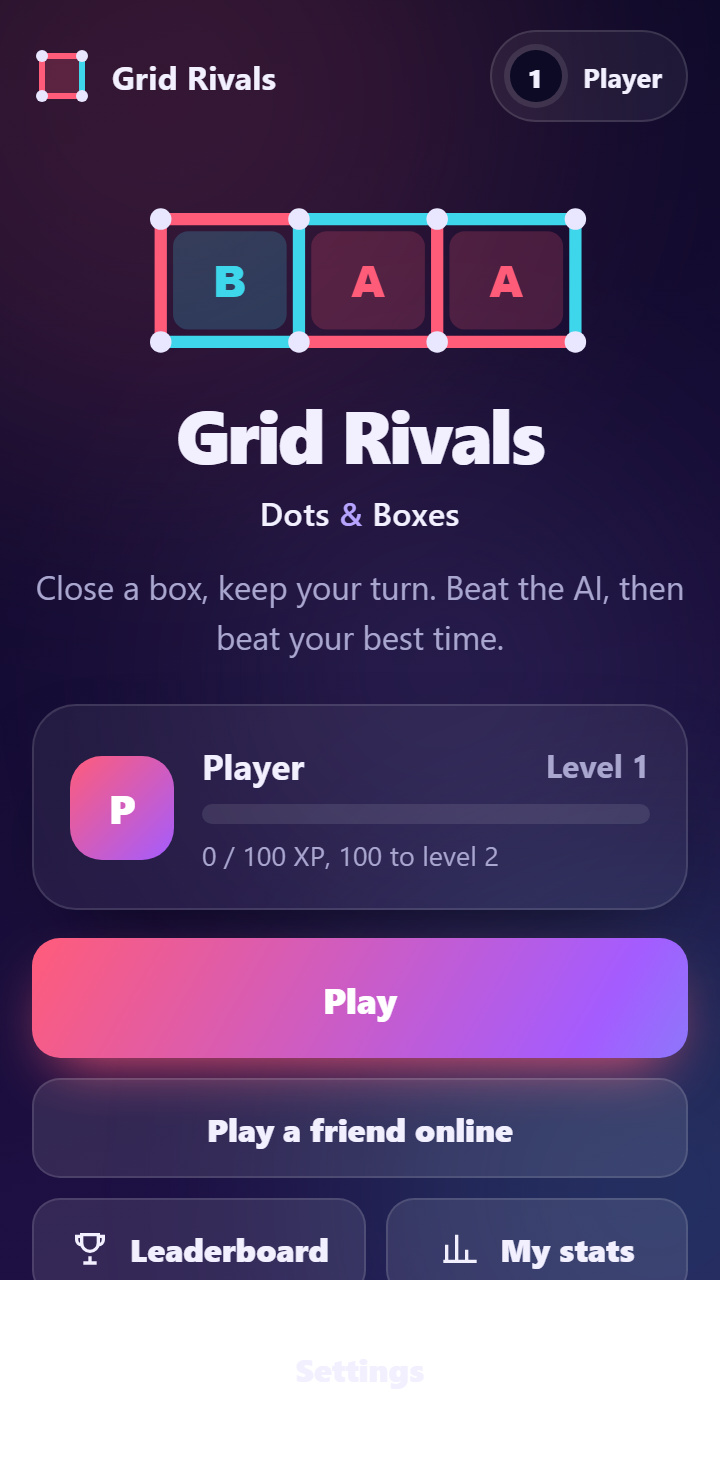 Grid Rivals
1 Player
B A A
Grid Rivals
Dots & Boxes
Close a box, keep your turn. Beat the AI, then
beat your best time.
P
Player Level 1
0 / 100 XP, 100 to level 2
Play
Play a friend online
Leaderboard My stats
Settings